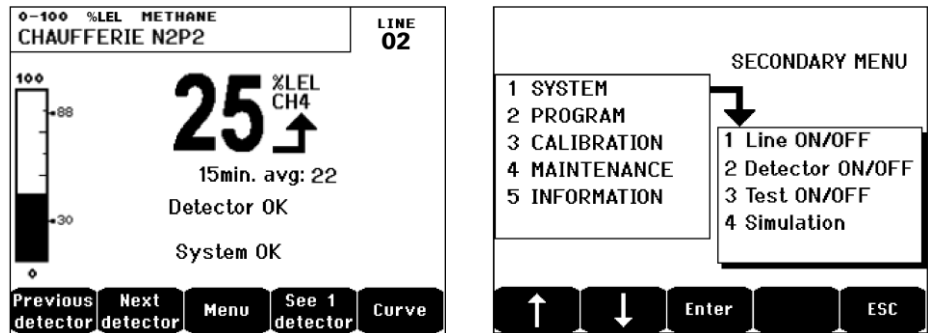 0-100 %LEL METHANE
CHAUFFERIE N2P2
LINE
02
100
88
30
0
25
%LEL
CH4
15min. avg: 22
Detector OK
System OK
Previous detector
Next detector
Menu
See 1 detector
Curve
SECONDARY MENU
1 SYSTEM
2 PROGRAM
3 CALIBRATION
4 MAINTENANCE
5 INFORMATION
1 Line ON/OFF
2 Detector ON/OFF
3 Test ON/OFF
4 Simulation
↑
↓
Enter
ESC